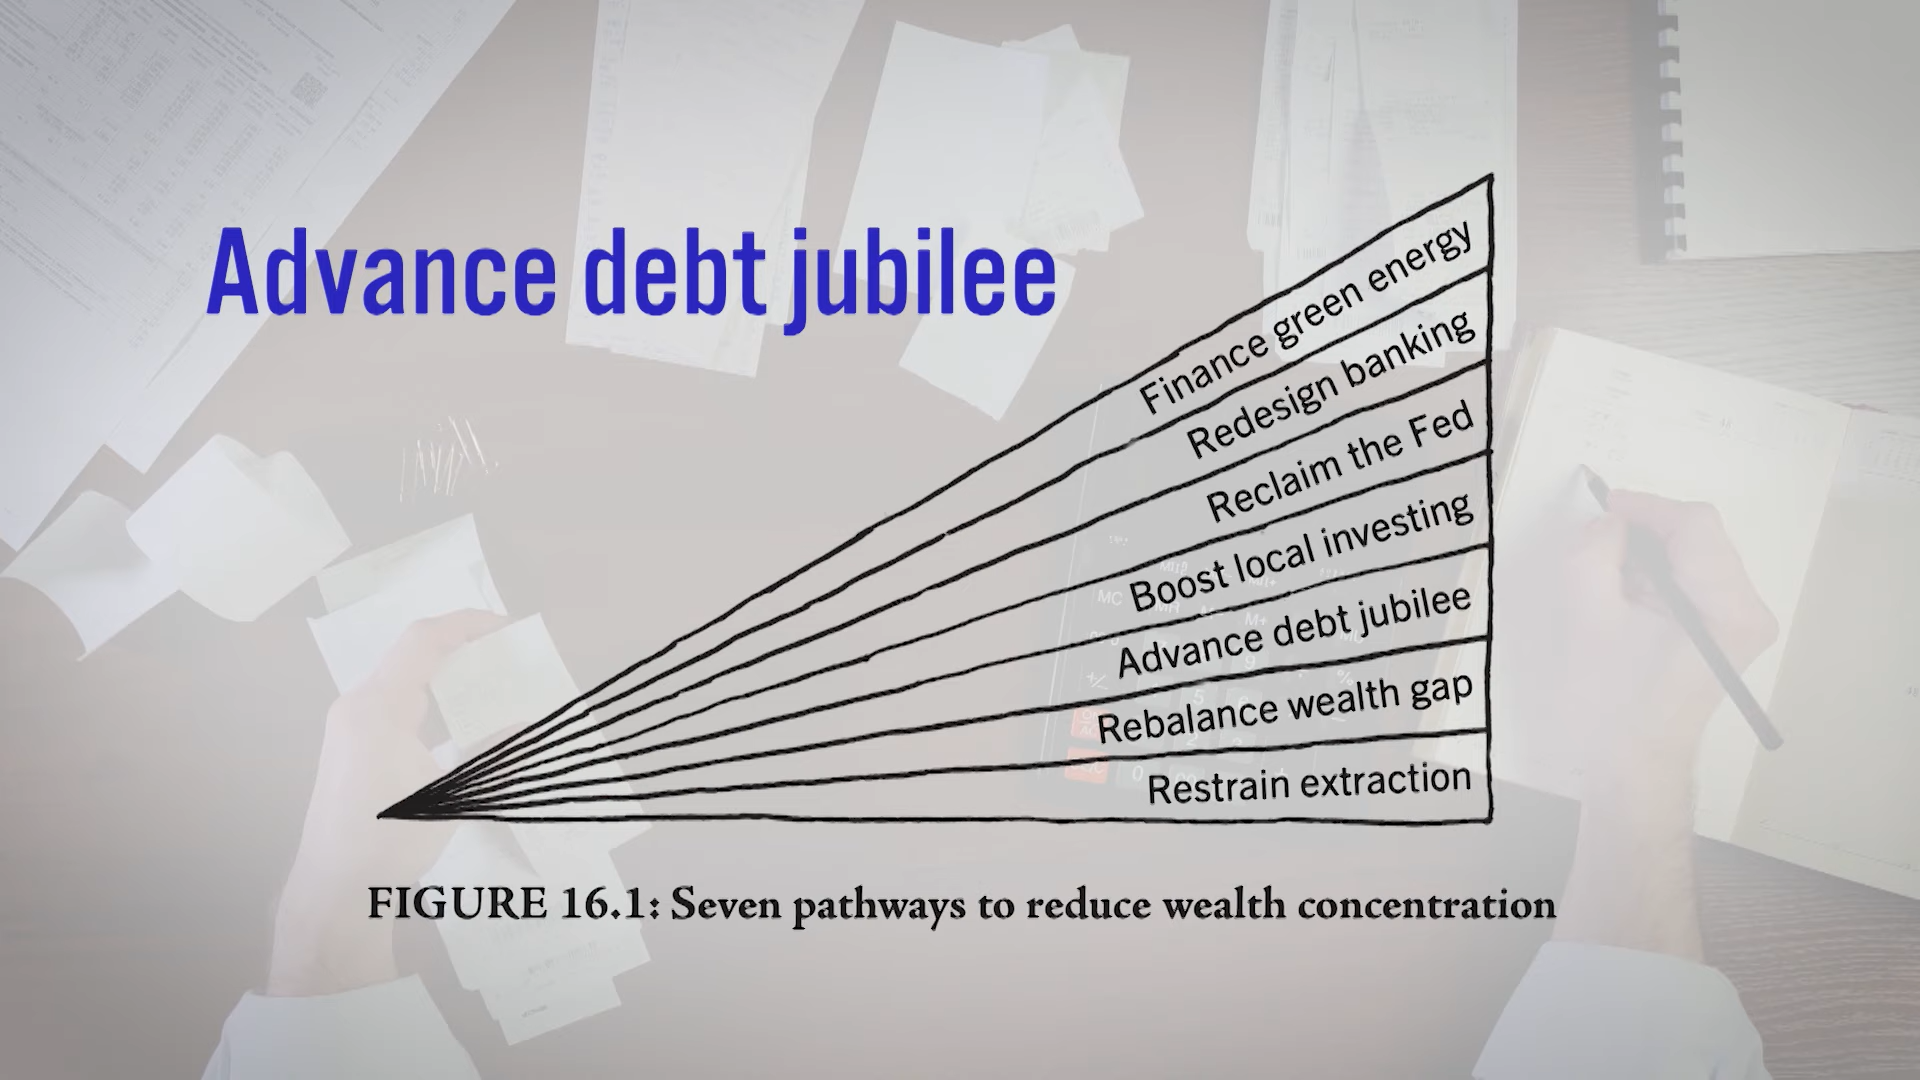 Advance debt jubilee
Finance green energy
Redesign banking
Reclaim the Fed
Boost local investing
Advance debt jubilee
Rebalance wealth gap
Restrain extraction
FIGURE 16.1: Seven pathways to reduce wealth concentration